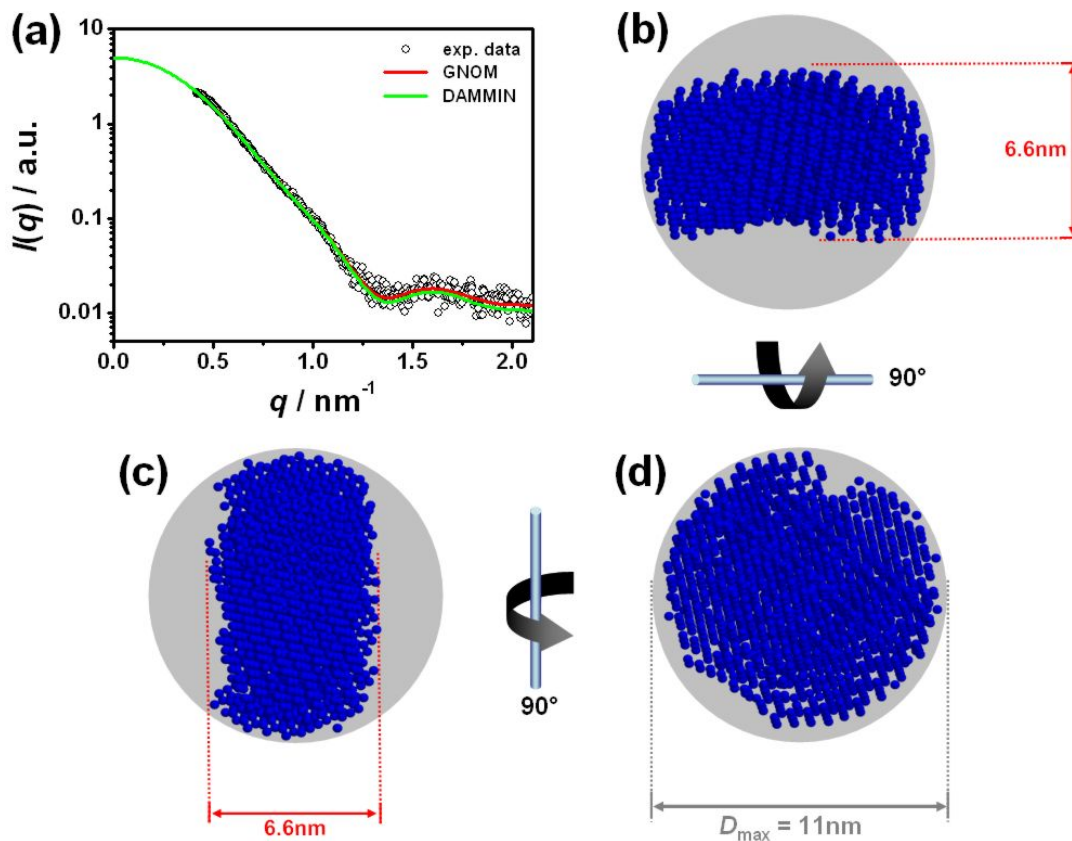 (a)
10
1
0.1
0.01
I(q) / a.u.
exp. data
GNOM
DAMMIN
0.0 0.5 1.0 1.5 2.0
q / nm⁻¹
(b)
6.6nm
90°
(c)
6.6nm
90°
(d)
Dmax = 11nm